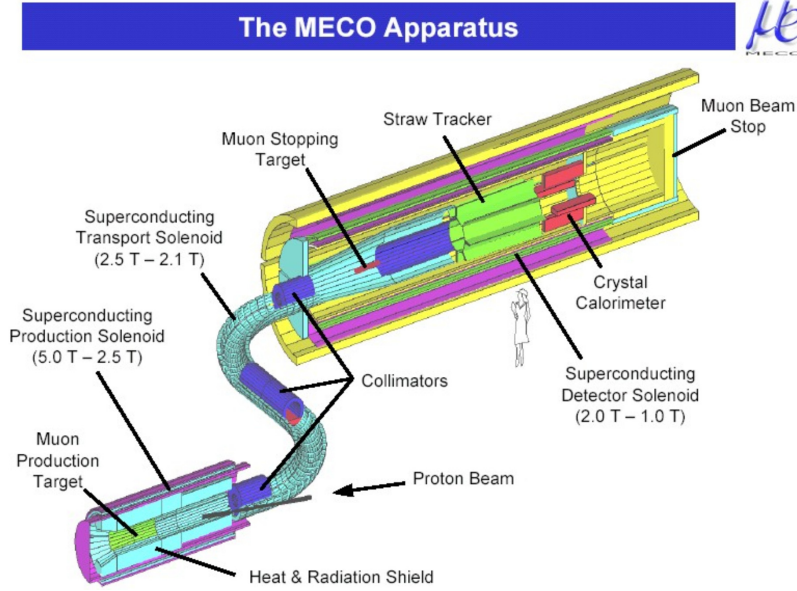 The MECO Apparatus
μe
MECO
Straw Tracker
Muon Beam
Stop
Muon Stopping
Target
Superconducting
Transport Solenoid
(2.5 T – 2.1 T)
Crystal
Calorimeter
Superconducting
Production Solenoid
(5.0 T – 2.5 T)
Collimators
Superconducting
Detector Solenoid
(2.0 T – 1.0 T)
Muon
Production
Target
Proton Beam
Heat & Radiation Shield